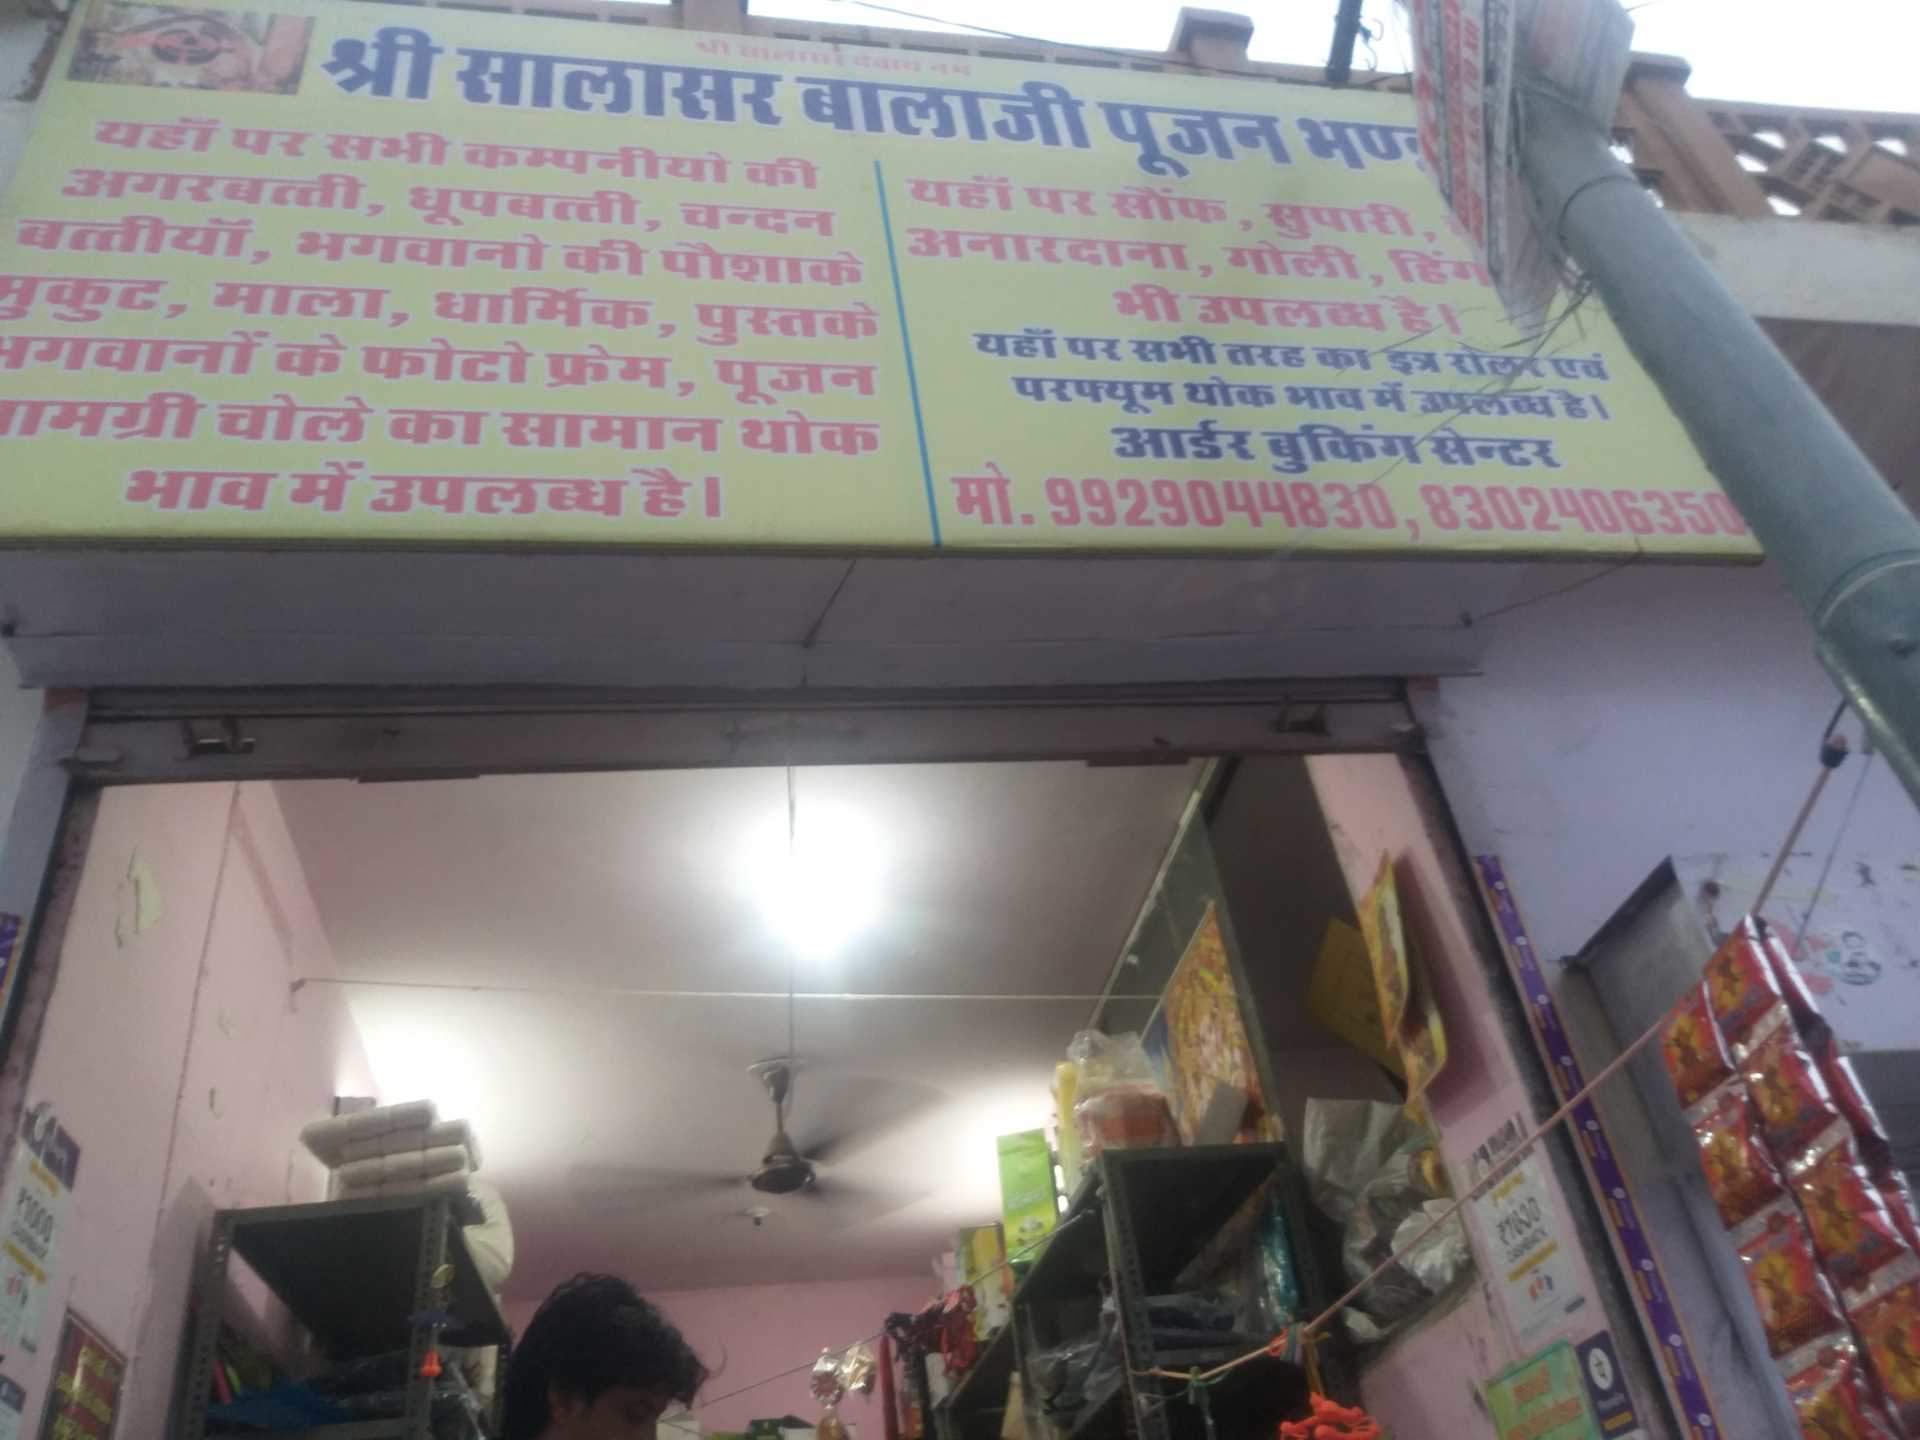 श्री सालासर बालाजी पूजन
यहाँ पर सभी कम्पनीयो की
अगरबत्ती, धूपबत्ती, चन्दन
बत्तीयाँ, भगवानो की पौशाके
मुकुट, माला, धार्मिक, पुस्तके
भगवानों के फोटो फ्रेम, पूजन
सामग्री चोले का सामान थोक
भाव में उपलब्ध है।
यहाँ पर सौंफ, सुपारी,
अनारदाना, गोली, हिंग
भी उपलब्ध है।
यहाँ पर सभी तरह का इत्र रोलर एवं
परफ्यूम थोक भाव में उपलब्ध है।
आर्डर बुकिंग सेन्टर
मो. 9929044830, 8302406350